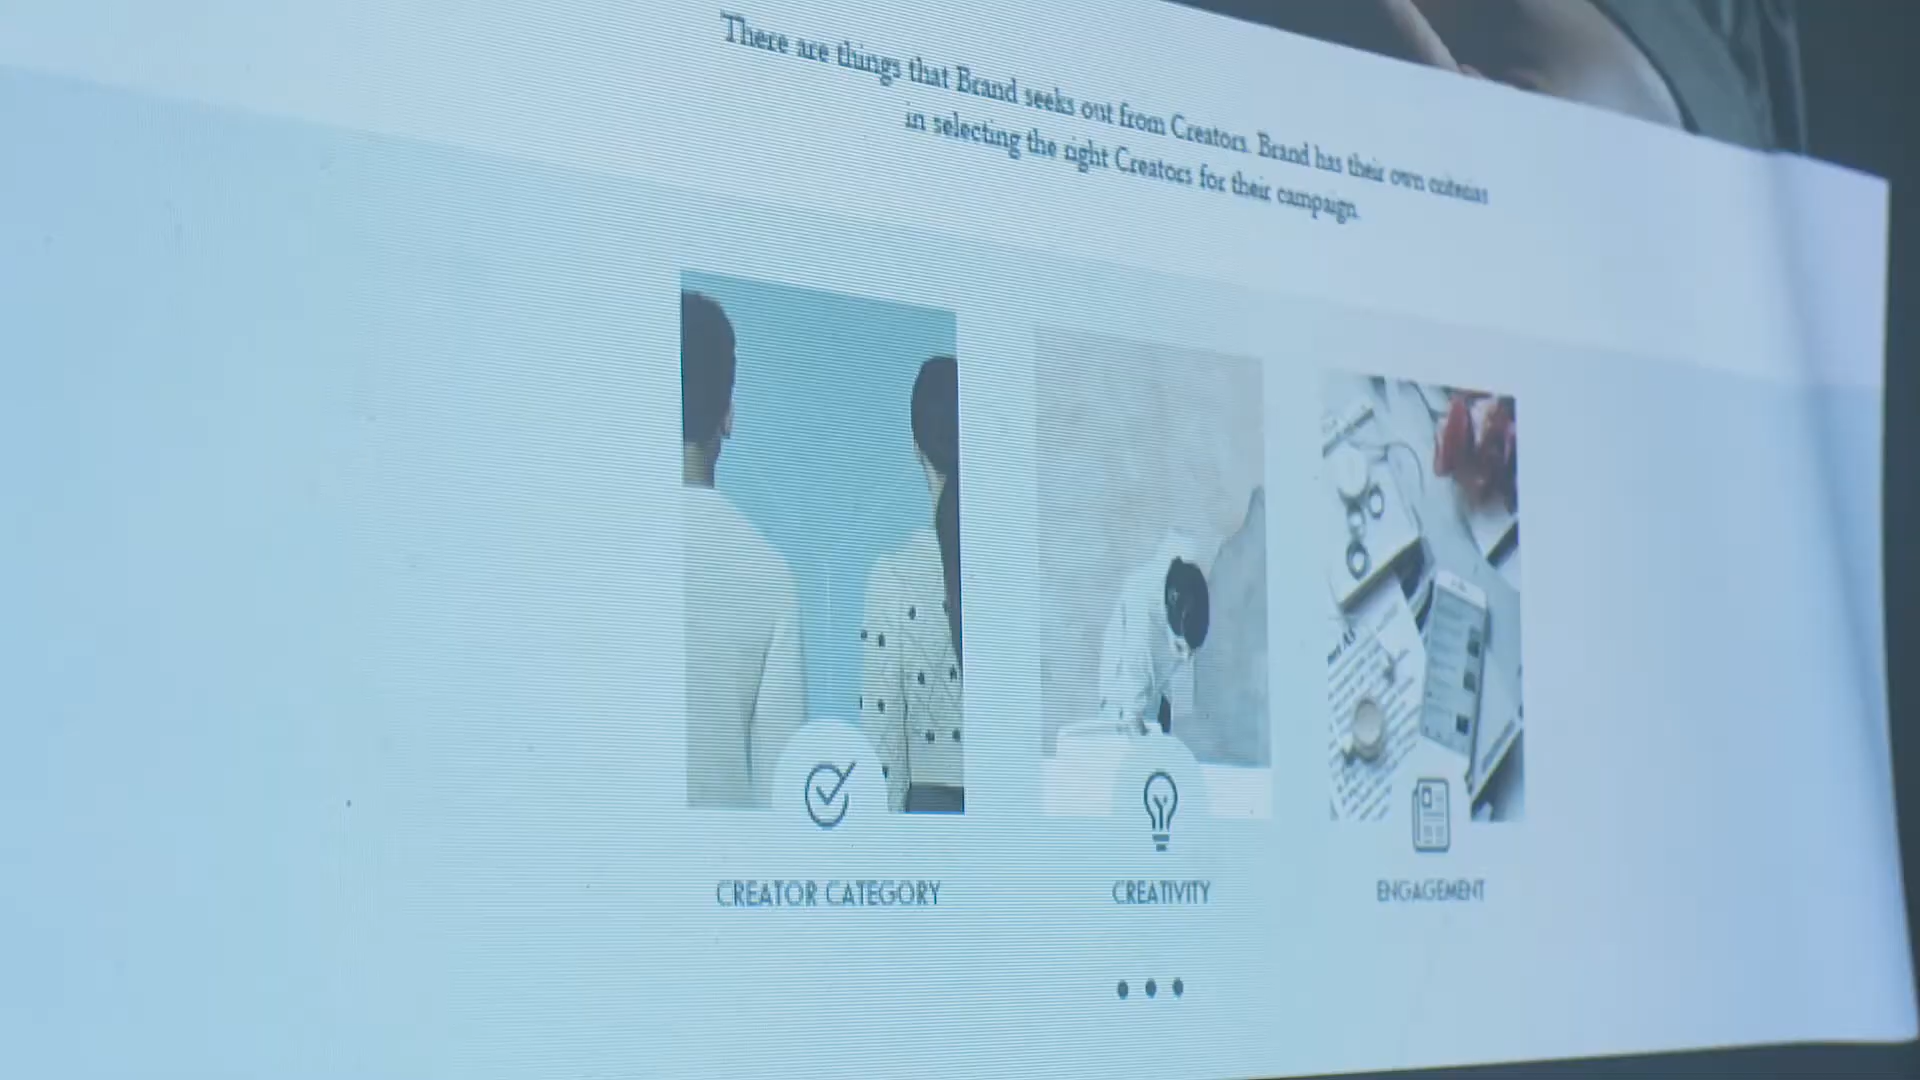 There are things that Brand seeks out from Creators. Brand has their own criterias
in selecting the right Creators for their campaign.
CREATOR CATEGORY
CREATIVITY
ENGAGEMENT